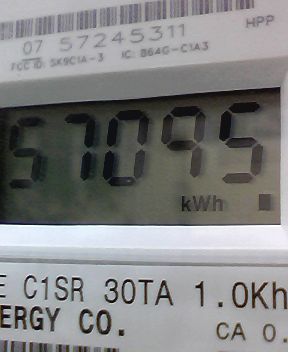 07 57245311 HPP
FCC ID: SK9C1A-3 IC: 864G-C1A3
57095
kWh
E C1SR 30TA 1.0Kh
ERGY CO. CA 0.